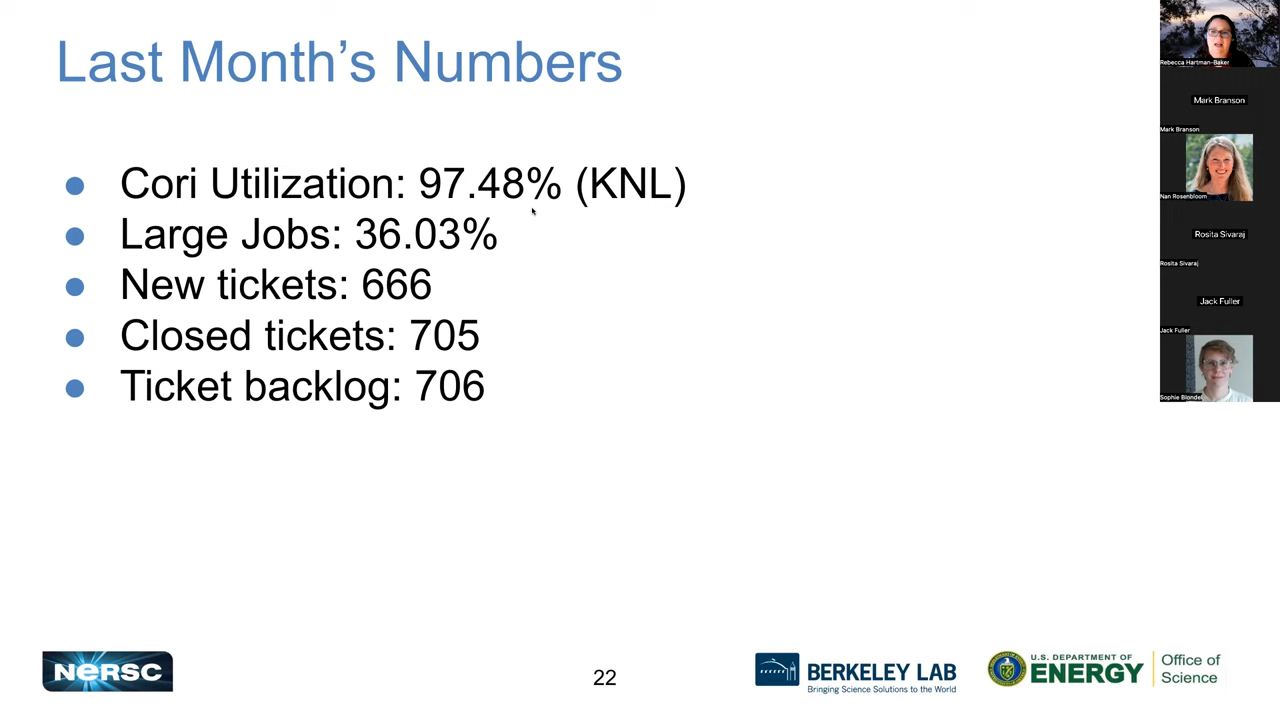 Last Month's Numbers
● Cori Utilization: 97.48% (KNL)
● Large Jobs: 36.03%
● New tickets: 666
● Closed tickets: 705
● Ticket backlog: 706
Rebecca Hartman-Baker
Mark Branson
Mark Branson
Nan Rosenbloom
Rosita Sivaraj
Rosita Sivaraj
Jack Fuller
Jack Fuller
Sophie Blondel
NERSC
22
BERKELEY LAB
Bringing Science Solutions to the World
U.S. DEPARTMENT OF
ENERGY
Office of
Science